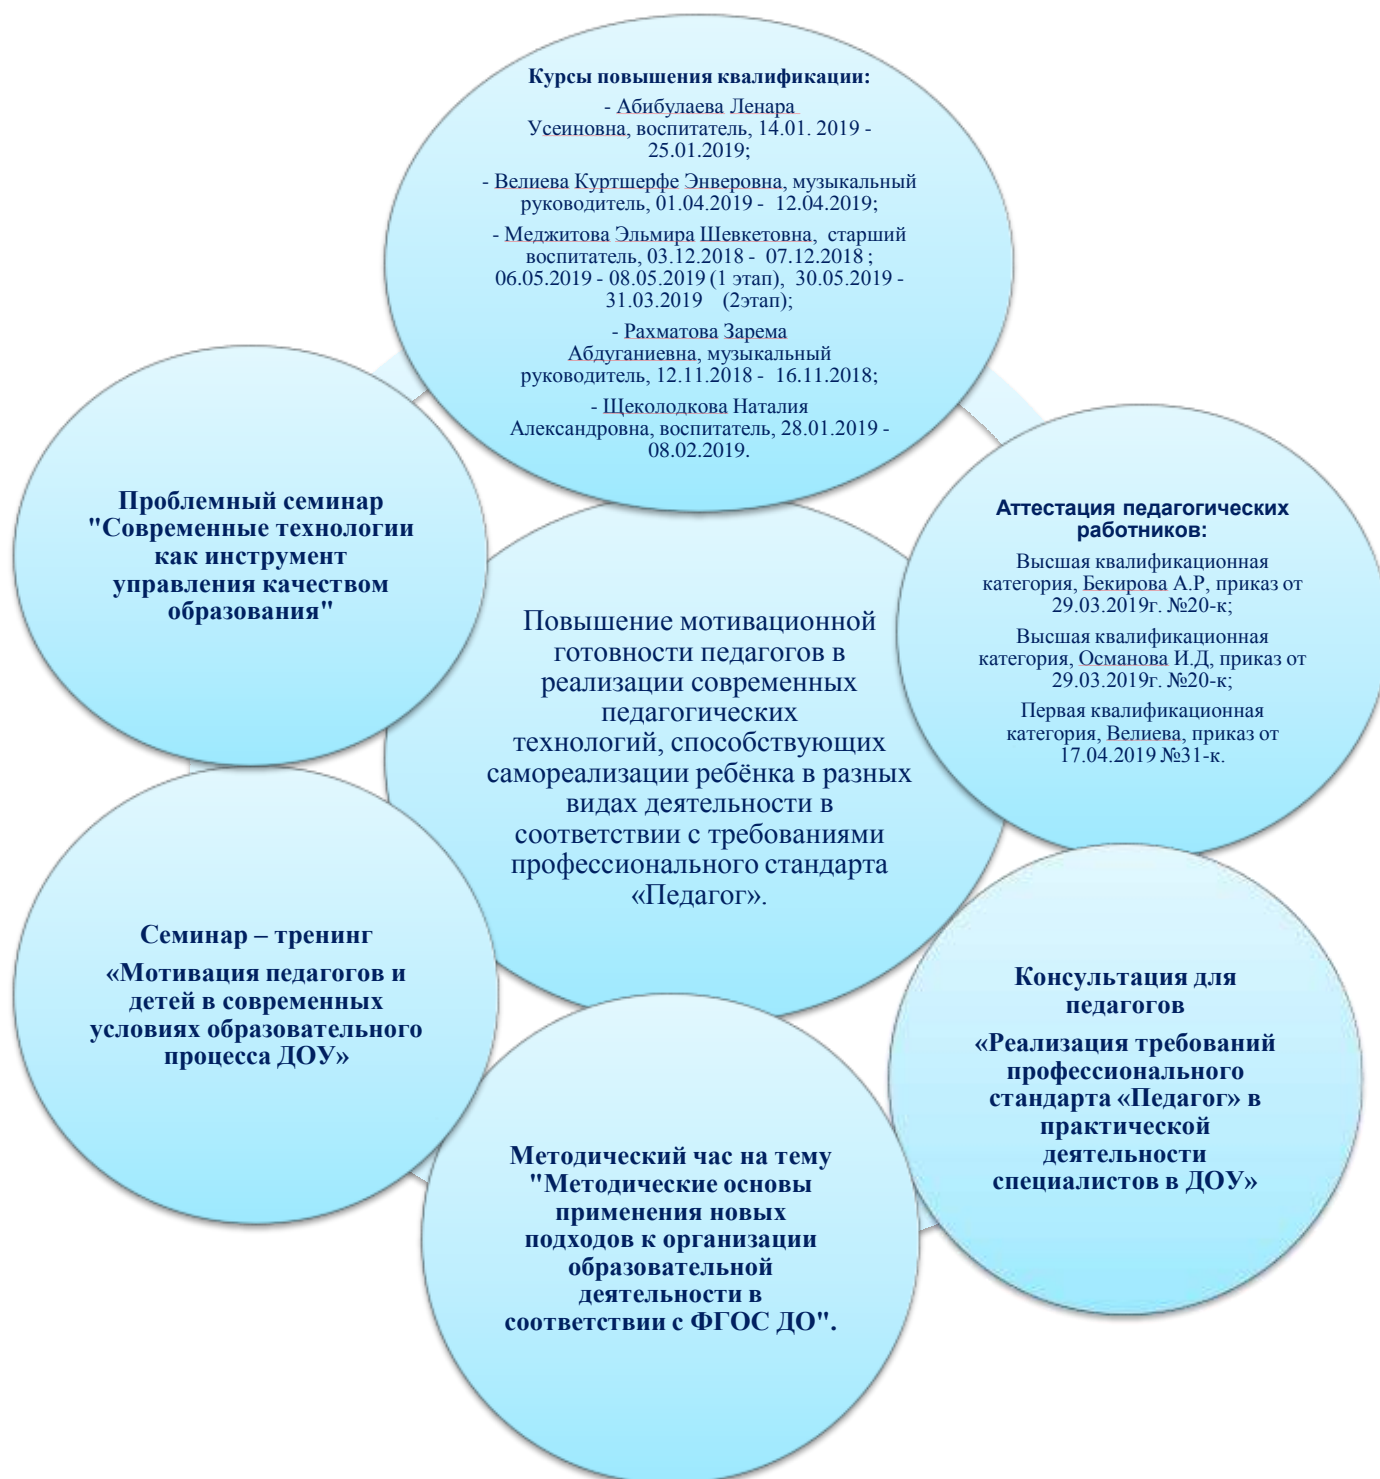 Курсы повышения квалификации:
- Абибулаева Ленара
Усеиновна, воспитатель, 14.01. 2019 -
25.01.2019;
- Велиева Куртшерфе Энверовна, музыкальный
руководитель, 01.04.2019 - 12.04.2019;
- Меджитова Эльмира Шевкетовна, старший
воспитатель, 03.12.2018 - 07.12.2018 ;
06.05.2019 - 08.05.2019 (1 этап), 30.05.2019 -
31.03.2019 (2этап);
- Рахматова Зарема
Абдуганиевна, музыкальный
руководитель, 12.11.2018 - 16.11.2018;
- Щеколодкова Наталия
Александровна, воспитатель, 28.01.2019 -
08.02.2019.
Аттестация педагогических
работников:
Высшая квалификационная
категория, Бекирова А.Р, приказ от
29.03.2019г. №20-к;
Высшая квалификационная
категория, Османова И.Д, приказ от
29.03.2019г. №20-к;
Первая квалификационная
категория, Велиева, приказ от
17.04.2019 №31-к.
Проблемный семинар
"Современные технологии
как инструмент
управления качеством
образования"
Повышение мотивационной
готовности педагогов в
реализации современных
педагогических
технологий, способствующих
самореализации ребёнка в разных
видах деятельности в
соответствии с требованиями
профессионального стандарта
«Педагог».
Семинар – тренинг
«Мотивация педагогов и
детей в современных
условиях образовательного
процесса ДОУ»
Консультация для
педагогов
«Реализация требований
профессионального
стандарта «Педагог» в
практической
деятельности
специалистов в ДОУ»
Методический час на тему
"Методические основы
применения новых
подходов к организации
образовательной
деятельности в
соответствии с ФГОС ДО".